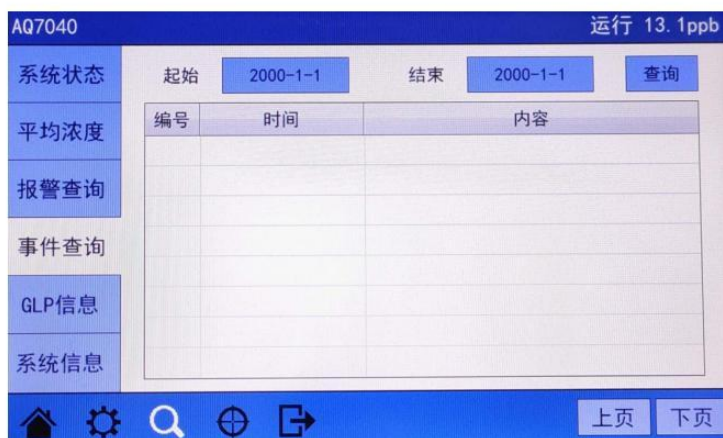 AQ7040 运行 13.1ppb
系统状态
平均浓度
报警查询
事件查询
GLP信息
系统信息
起始 2000-1-1 结束 2000-1-1 查询
编号 时间 内容
上页 下页